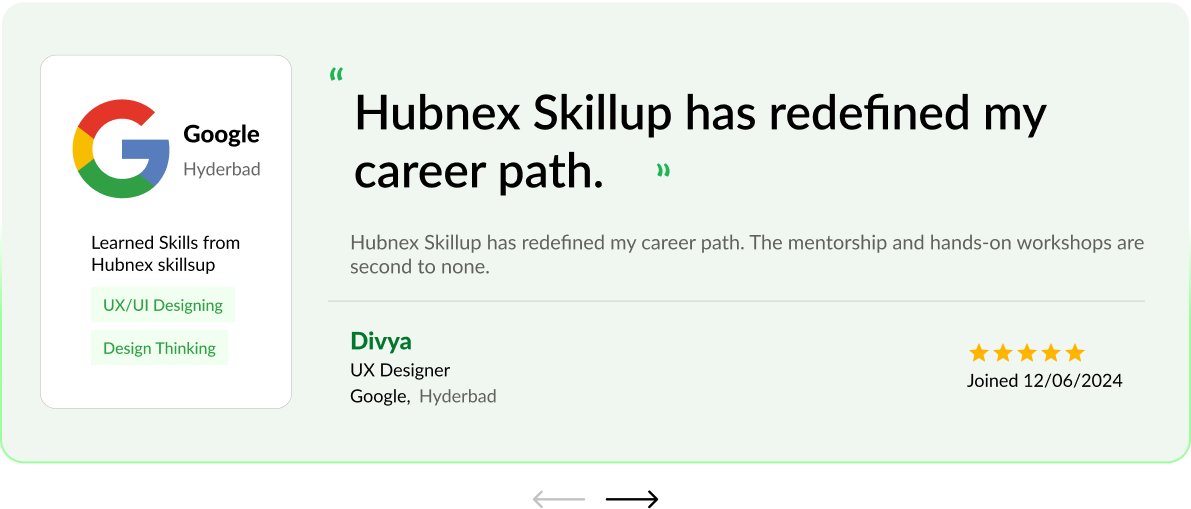 Google
Hyderbad
Learned Skills from
Hubnex skillsup
UX/UI Designing
Design Thinking
“
Hubnex Skillup has redefined my
career path. ”
Hubnex Skillup has redefined my career path. The mentorship and hands-on workshops are
second to none.
Divya
UX Designer
Google, Hyderbad
Joined 12/06/2024